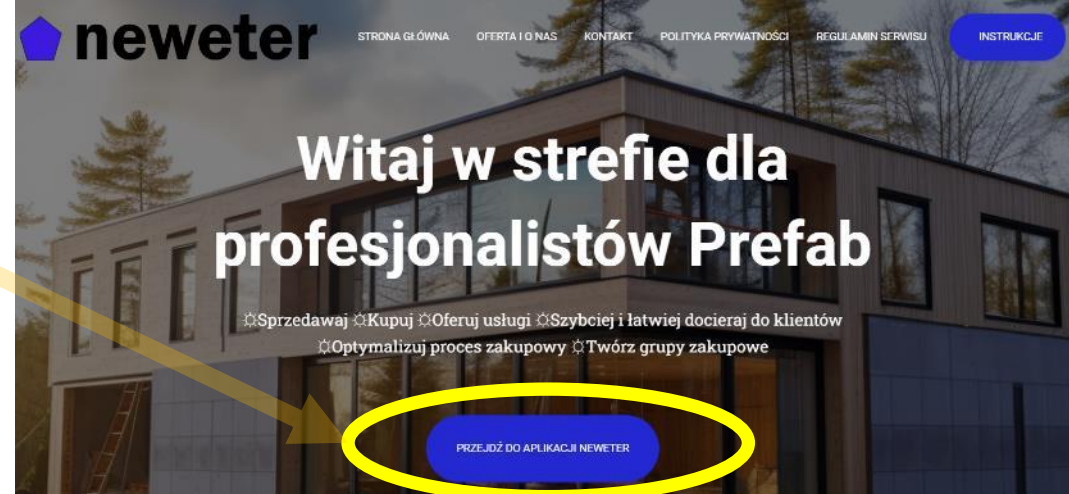 neweter
STRONA GŁÓWNA
OFERTA I O NAS
KONTAKT
POLITYKA PRYWATNOŚCI
REGULAMIN SERWISU
INSTRUKCJE
Witaj w strefie dla
profesjonalistów Prefab
☼Sprzedawaj ☼Kupuj ☼Oferuj usługi ☼Szybciej i łatwiej docieraj do klientów
☼Optymalizuj proces zakupowy ☼Twórz grupy zakupowe
PRZEJDŹ DO APLIKACJI NEWETER